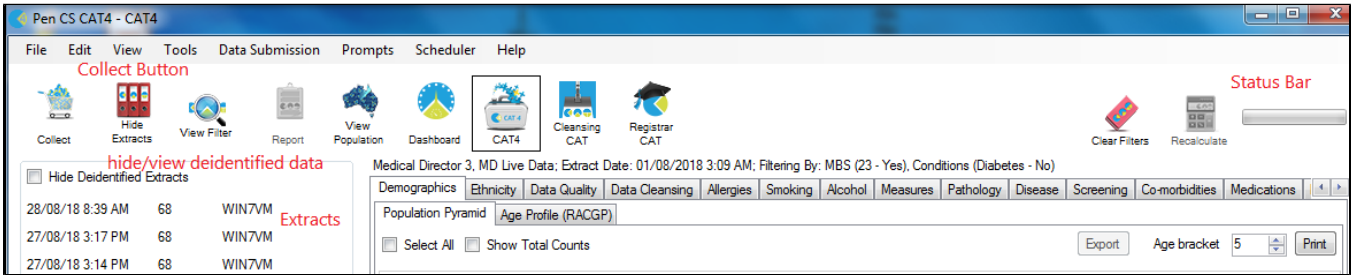 Pen CS CAT4 - CAT4
File Edit View Tools Data Submission Prompts Scheduler Help
Collect Button
Status Bar
Collect
Hide Extracts
View Filter
Report
View Population
Dashboard
CAT4
Cleansing CAT
Registrar CAT
Clear Filters
Recalculate
hide/view deidentified data
Hide Deidentified Extracts
Medical Director 3, MD Live Data; Extract Date: 01/08/2018 3:09 AM; Filtering By: MBS (23 - Yes), Conditions (Diabetes - No)
Demographics Ethnicity Data Quality Data Cleansing Allergies Smoking Alcohol Measures Pathology Disease Screening Co-morbidities Medications
28/08/18 8:39 AM 68 WIN7VM
Extracts
27/08/18 3:17 PM 68 WIN7VM
27/08/18 3:14 PM 68 WIN7VM
Population Pyramid Age Profile (RACGP)
Select All Show Total Counts Export Age bracket 5 Print